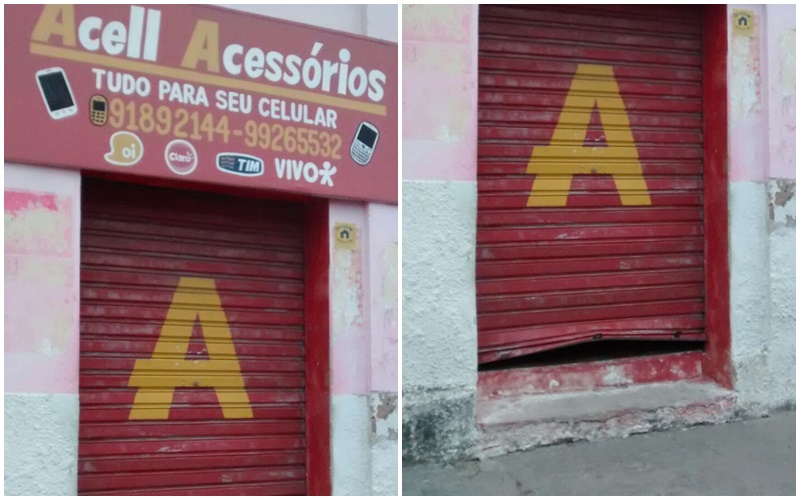 Acell Acessórios
TUDO PARA SEU CELULAR
91892144-99265532
oi Claro TIM VIVO
A
A